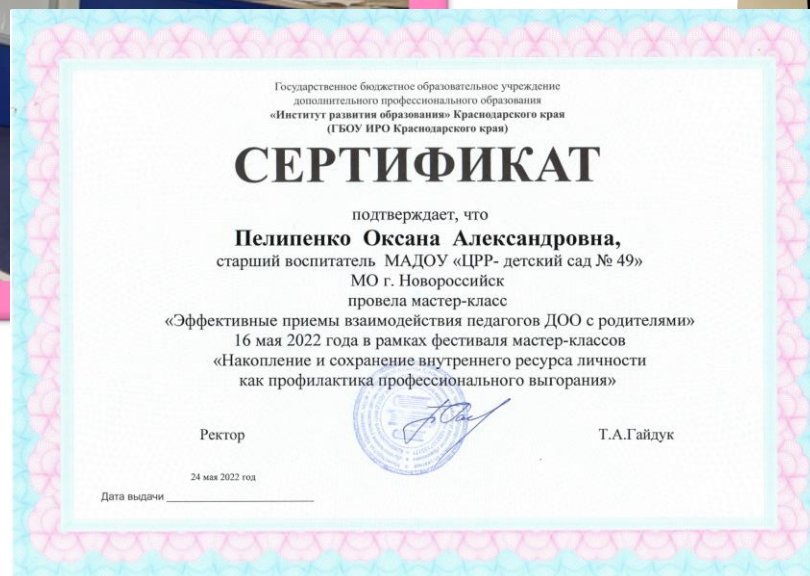 Государственное бюджетное образовательное учреждение
дополнительного профессионального образования
«Институт развития образования» Краснодарского края
(ГБОУ ИРО Краснодарского края)
СЕРТИФИКАТ
подтверждает, что
Пелипенко Оксана Александровна,
старший воспитатель МАДОУ «ЦРР- детский сад № 49»
МО г. Новороссийск
провела мастер-класс
«Эффективные приемы взаимодействия педагогов ДОО с родителями»
16 мая 2022 года в рамках фестиваля мастер-классов
«Накопление и сохранение внутреннего ресурса личности
как профилактика профессионального выгорания»
Ректор Т.А.Гайдук
24 мая 2022 год
Дата выдачи